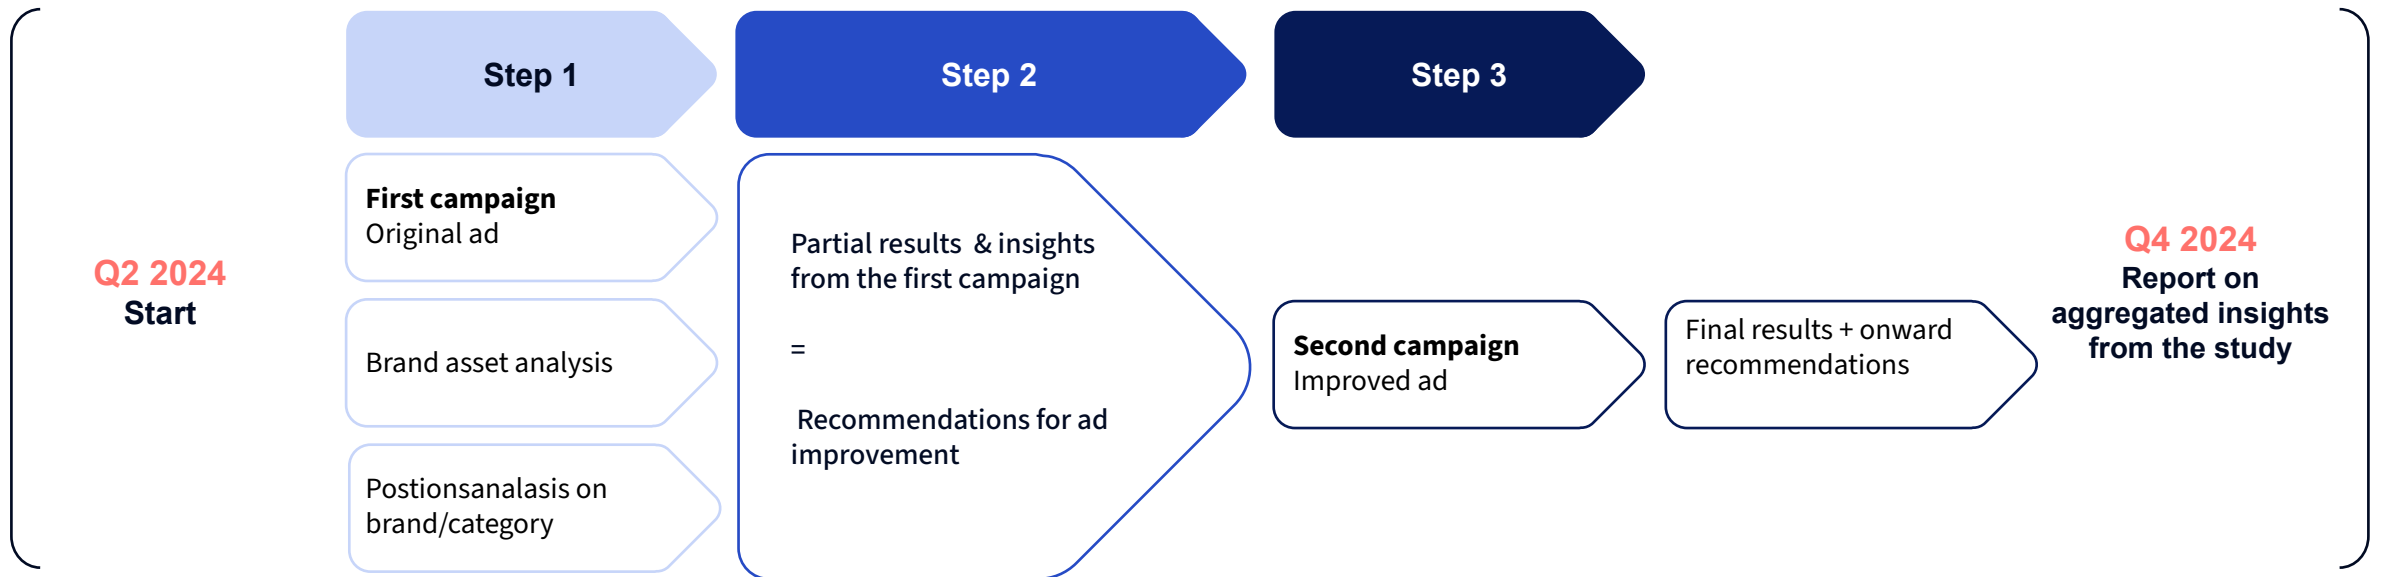 Step 1
Step 2
Step 3
Q2 2024
Start
First campaign
Original ad
Brand asset analysis
Postionsanalasis on
brand/category
Partial results  & insights
from the first campaign
=
Recommendations for ad
improvement
Second campaign
Improved ad
Final results + onward
recommendations
Q4 2024
Report on
aggregated insights
from the study